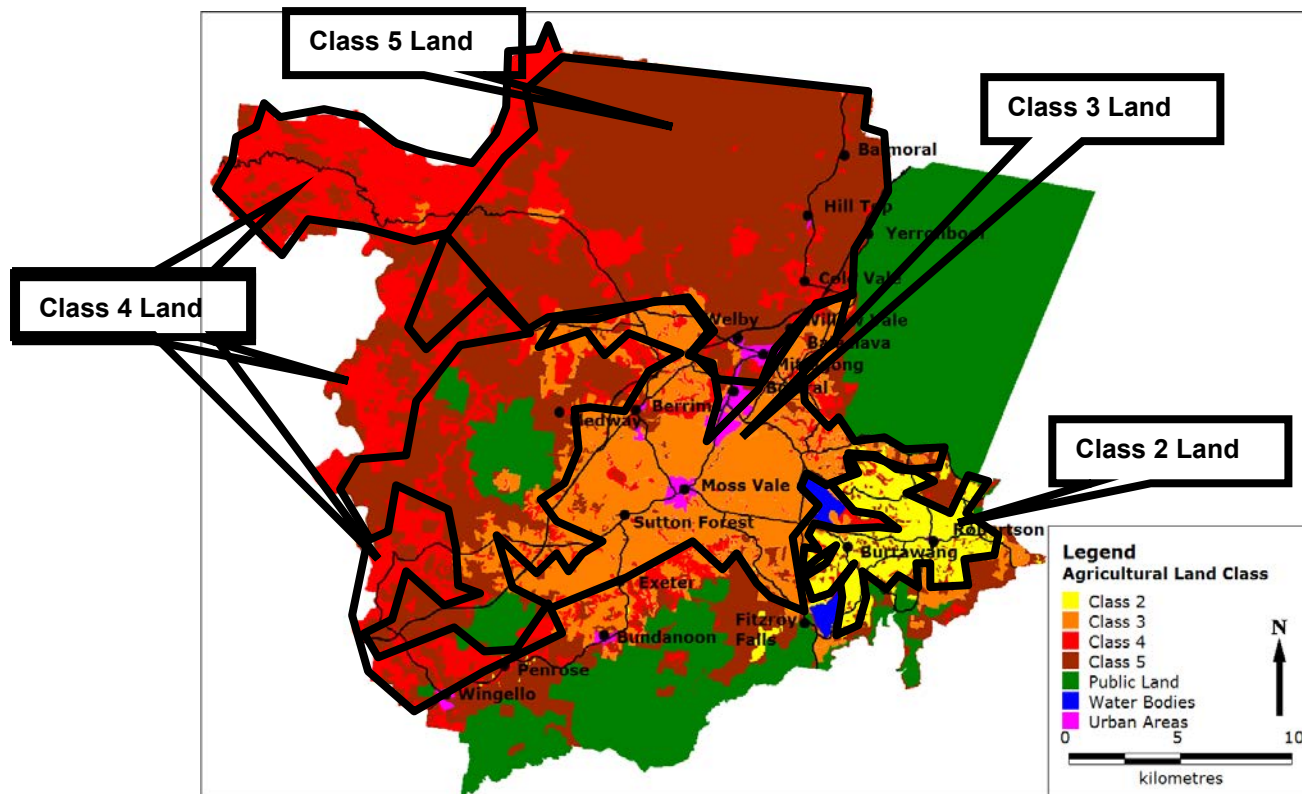 Class 5 Land
Class 3 Land
Balmoral
Hill Top
Yerronbool
Class 4 Land
Colo Vale
Welby
Willow Vale
Balaclava
Mittagong
Bowral
Berrima
Medway
Class 2 Land
Moss Vale
Sutton Forest
Robertson
Burrawang
Exeter
Fitzroy
Falls
Bundanoon
Penrose
Wingello
Legend
Agricultural Land Class
Class 2
Class 3
Class 4
Class 5
Public Land
Water Bodies
Urban Areas
N
0 5 10
kilometres